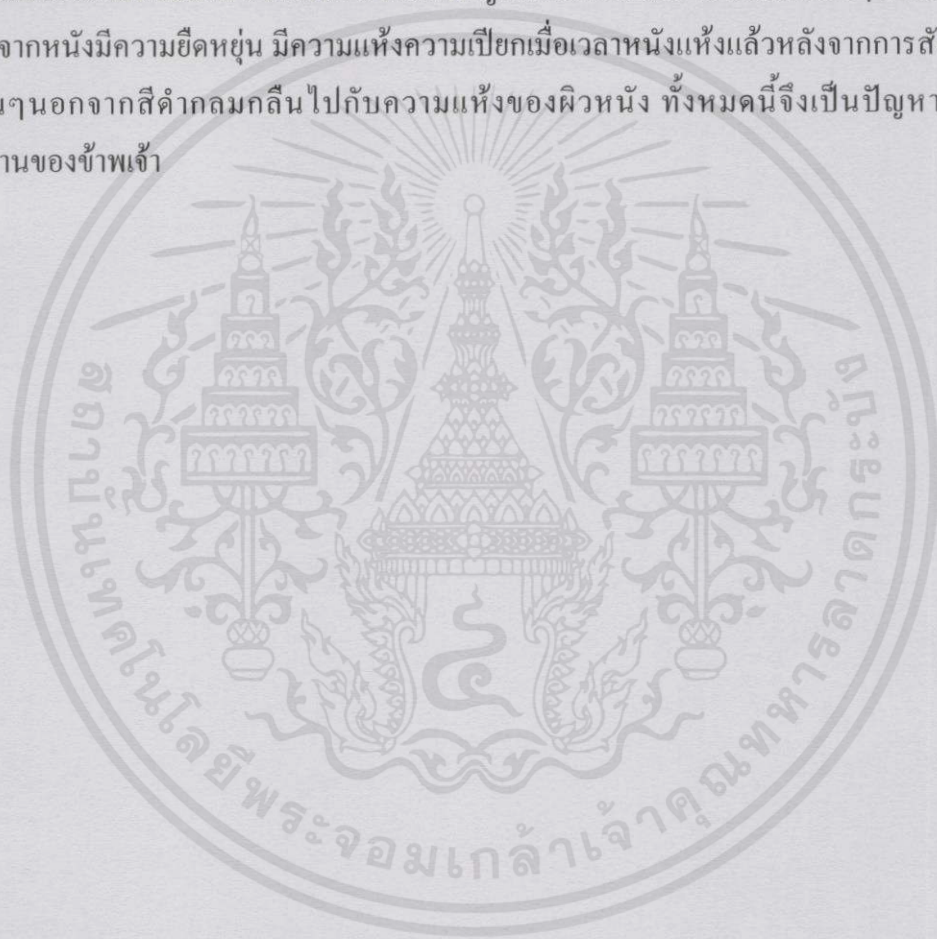 จากหนังมีความยืดหยุ่น มีความแห้งความเปียกเมื่อเวลาหนังแห้งแล้วหลังจากการสั
นๆนอกจากสีดำกลมกลืนไปกับความแห้งของผิวหนัง ทั้งหมดนี้จึงเป็นปัญหา
านของข้าพเจ้า
สถาบันเทคโนโลยีพระจอมเกล้าเจ้าคุณทหารลาดกระบัง
๔